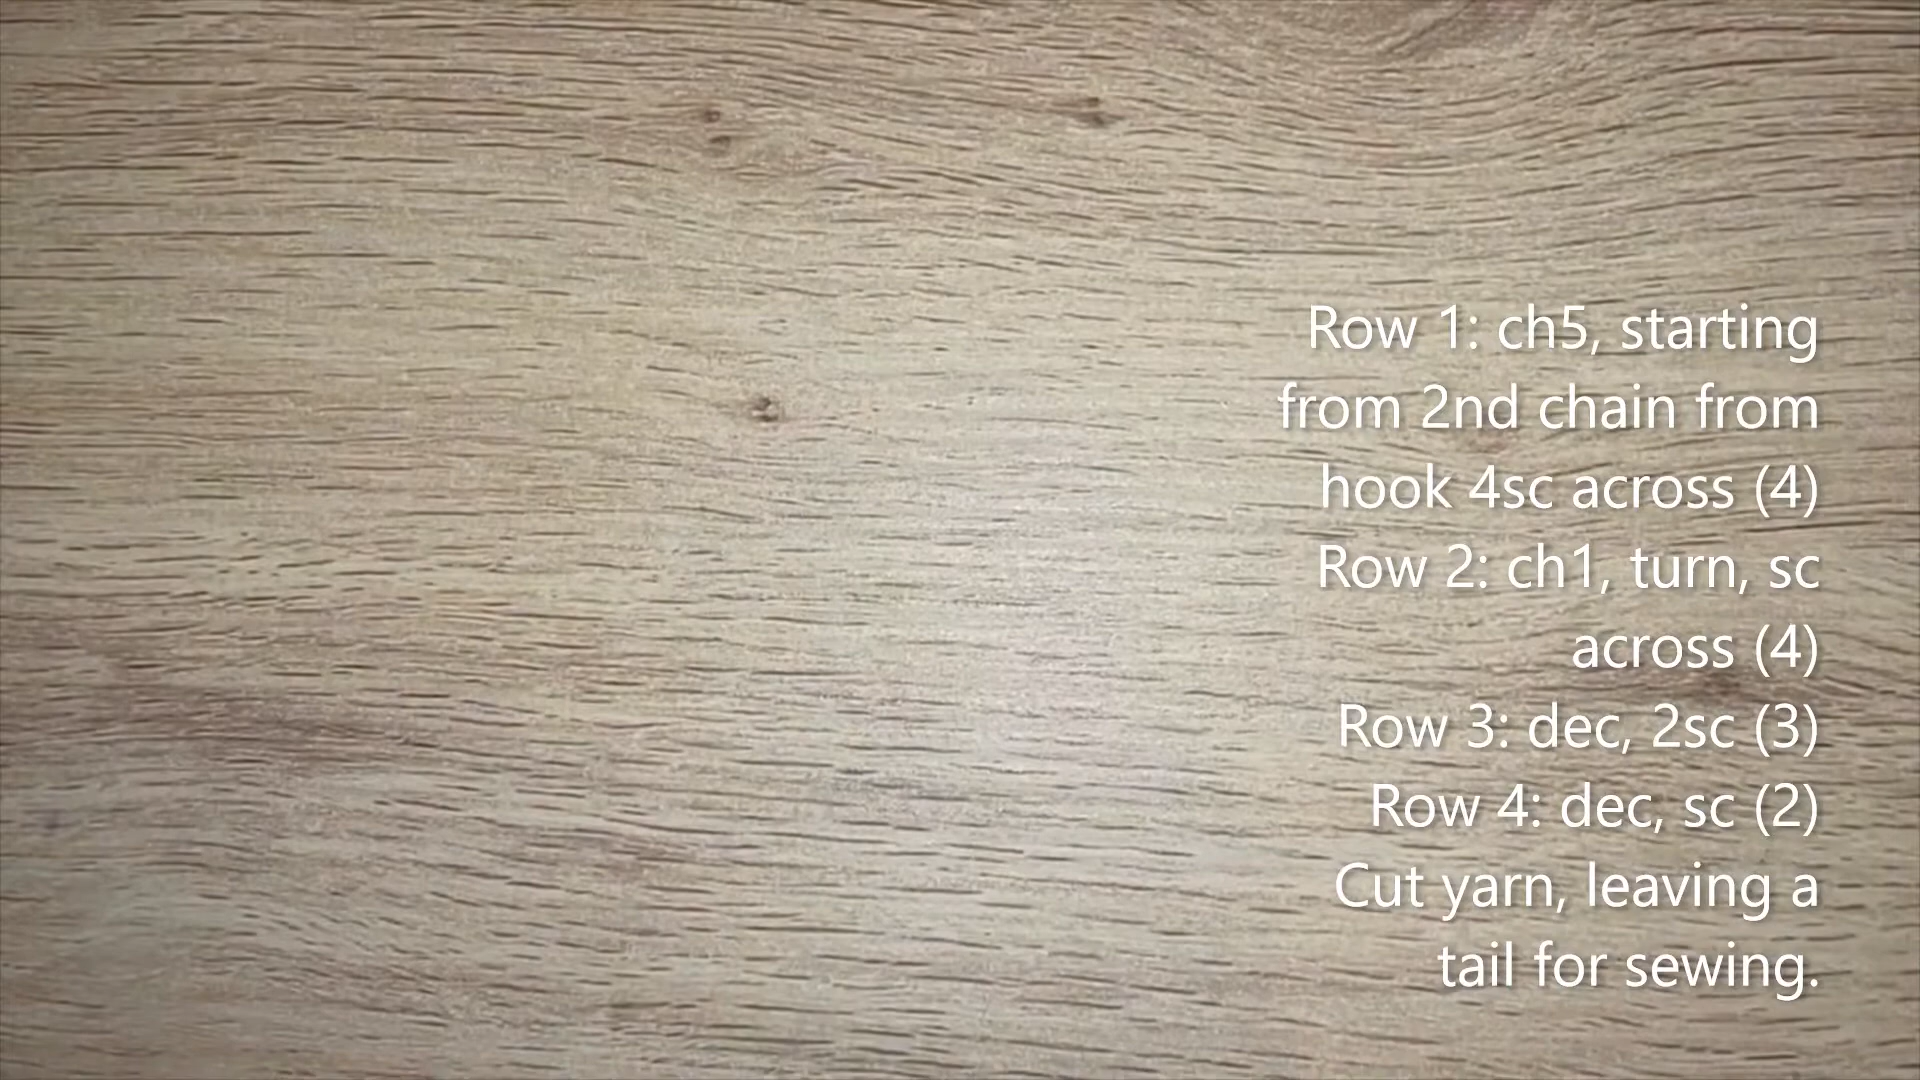 Row 1: ch5, starting
from 2nd chain from
hook 4sc across (4)
Row 2: ch1, turn, sc
across (4)
Row 3: dec, 2sc (3)
Row 4: dec, sc (2)
Cut yarn, leaving a
tail for sewing.